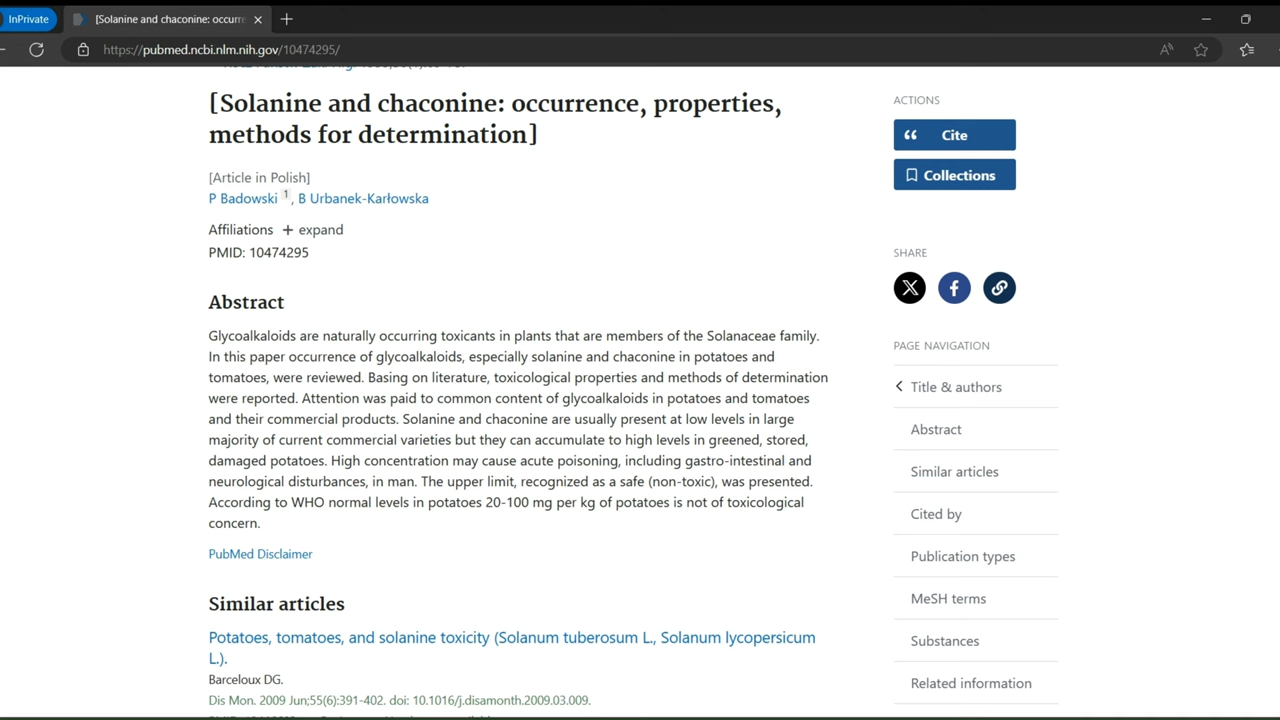 InPrivate
[Solanine and chaconine: occurre
https://pubmed.ncbi.nlm.nih.gov/10474295/
[Solanine and chaconine: occurrence, properties,
methods for determination]
[Article in Polish]
P Badowski 1, B Urbanek-Karłowska
Affiliations + expand
PMID: 10474295
Abstract
Glycoalkaloids are naturally occurring toxicants in plants that are members of the Solanaceae family.
In this paper occurrence of glycoalkaloids, especially solanine and chaconine in potatoes and
tomatoes, were reviewed. Basing on literature, toxicological properties and methods of determination
were reported. Attention was paid to common content of glycoalkaloids in potatoes and tomatoes
and their commercial products. Solanine and chaconine are usually present at low levels in large
majority of current commercial varieties but they can accumulate to high levels in greened, stored,
damaged potatoes. High concentration may cause acute poisoning, including gastro-intestinal and
neurological disturbances, in man. The upper limit, recognized as a safe (non-toxic), was presented.
According to WHO normal levels in potatoes 20-100 mg per kg of potatoes is not of toxicological
concern.
PubMed Disclaimer
Similar articles
Potatoes, tomatoes, and solanine toxicity (Solanum tuberosum L., Solanum lycopersicum
L.).
Barceloux DG.
Dis Mon. 2009 Jun;55(6):391-402. doi: 10.1016/j.disamonth.2009.03.009.
ACTIONS
Cite
Collections
SHARE
PAGE NAVIGATION
Title & authors
Abstract
Similar articles
Cited by
Publication types
MeSH terms
Substances
Related information